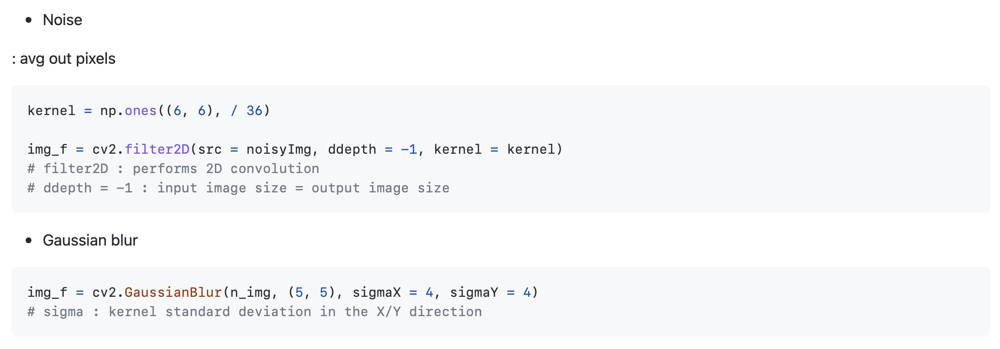 • Noise
: avg out pixels
kernel = np.ones((6, 6), / 36)
img_f = cv2.filter2D(src = noisyImg, ddepth = -1, kernel = kernel)
# filter2D : performs 2D convolution
# ddepth = -1 : input image size = output image size
• Gaussian blur
img_f = cv2.GaussianBlur(n_img, (5, 5), sigmaX = 4, sigmaY = 4)
# sigma : kernel standard deviation in the X/Y direction